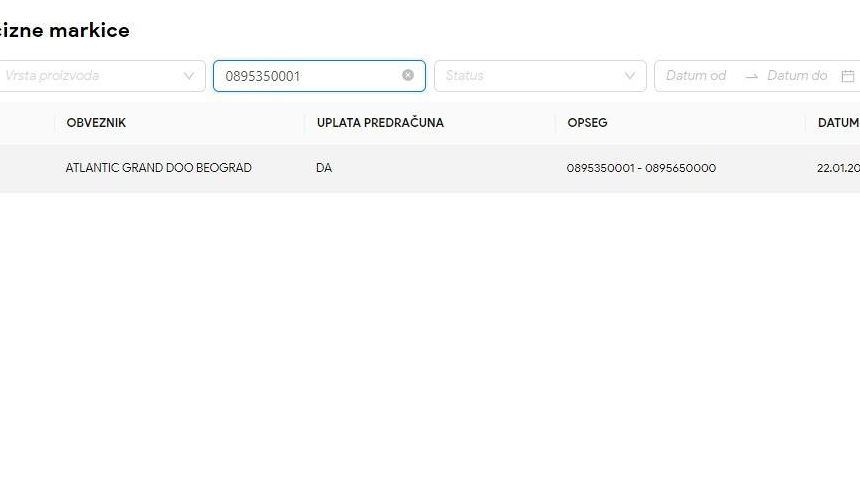 cizne markice
Vrsta proizvoda 0895350001 Status Datum od Datum do
OBVEZNIK UPLATA PREDRAČUNA OPSEG DATUM
ATLANTIC GRAND DOO BEOGRAD DA 0895350001 - 0895650000 22.01.20